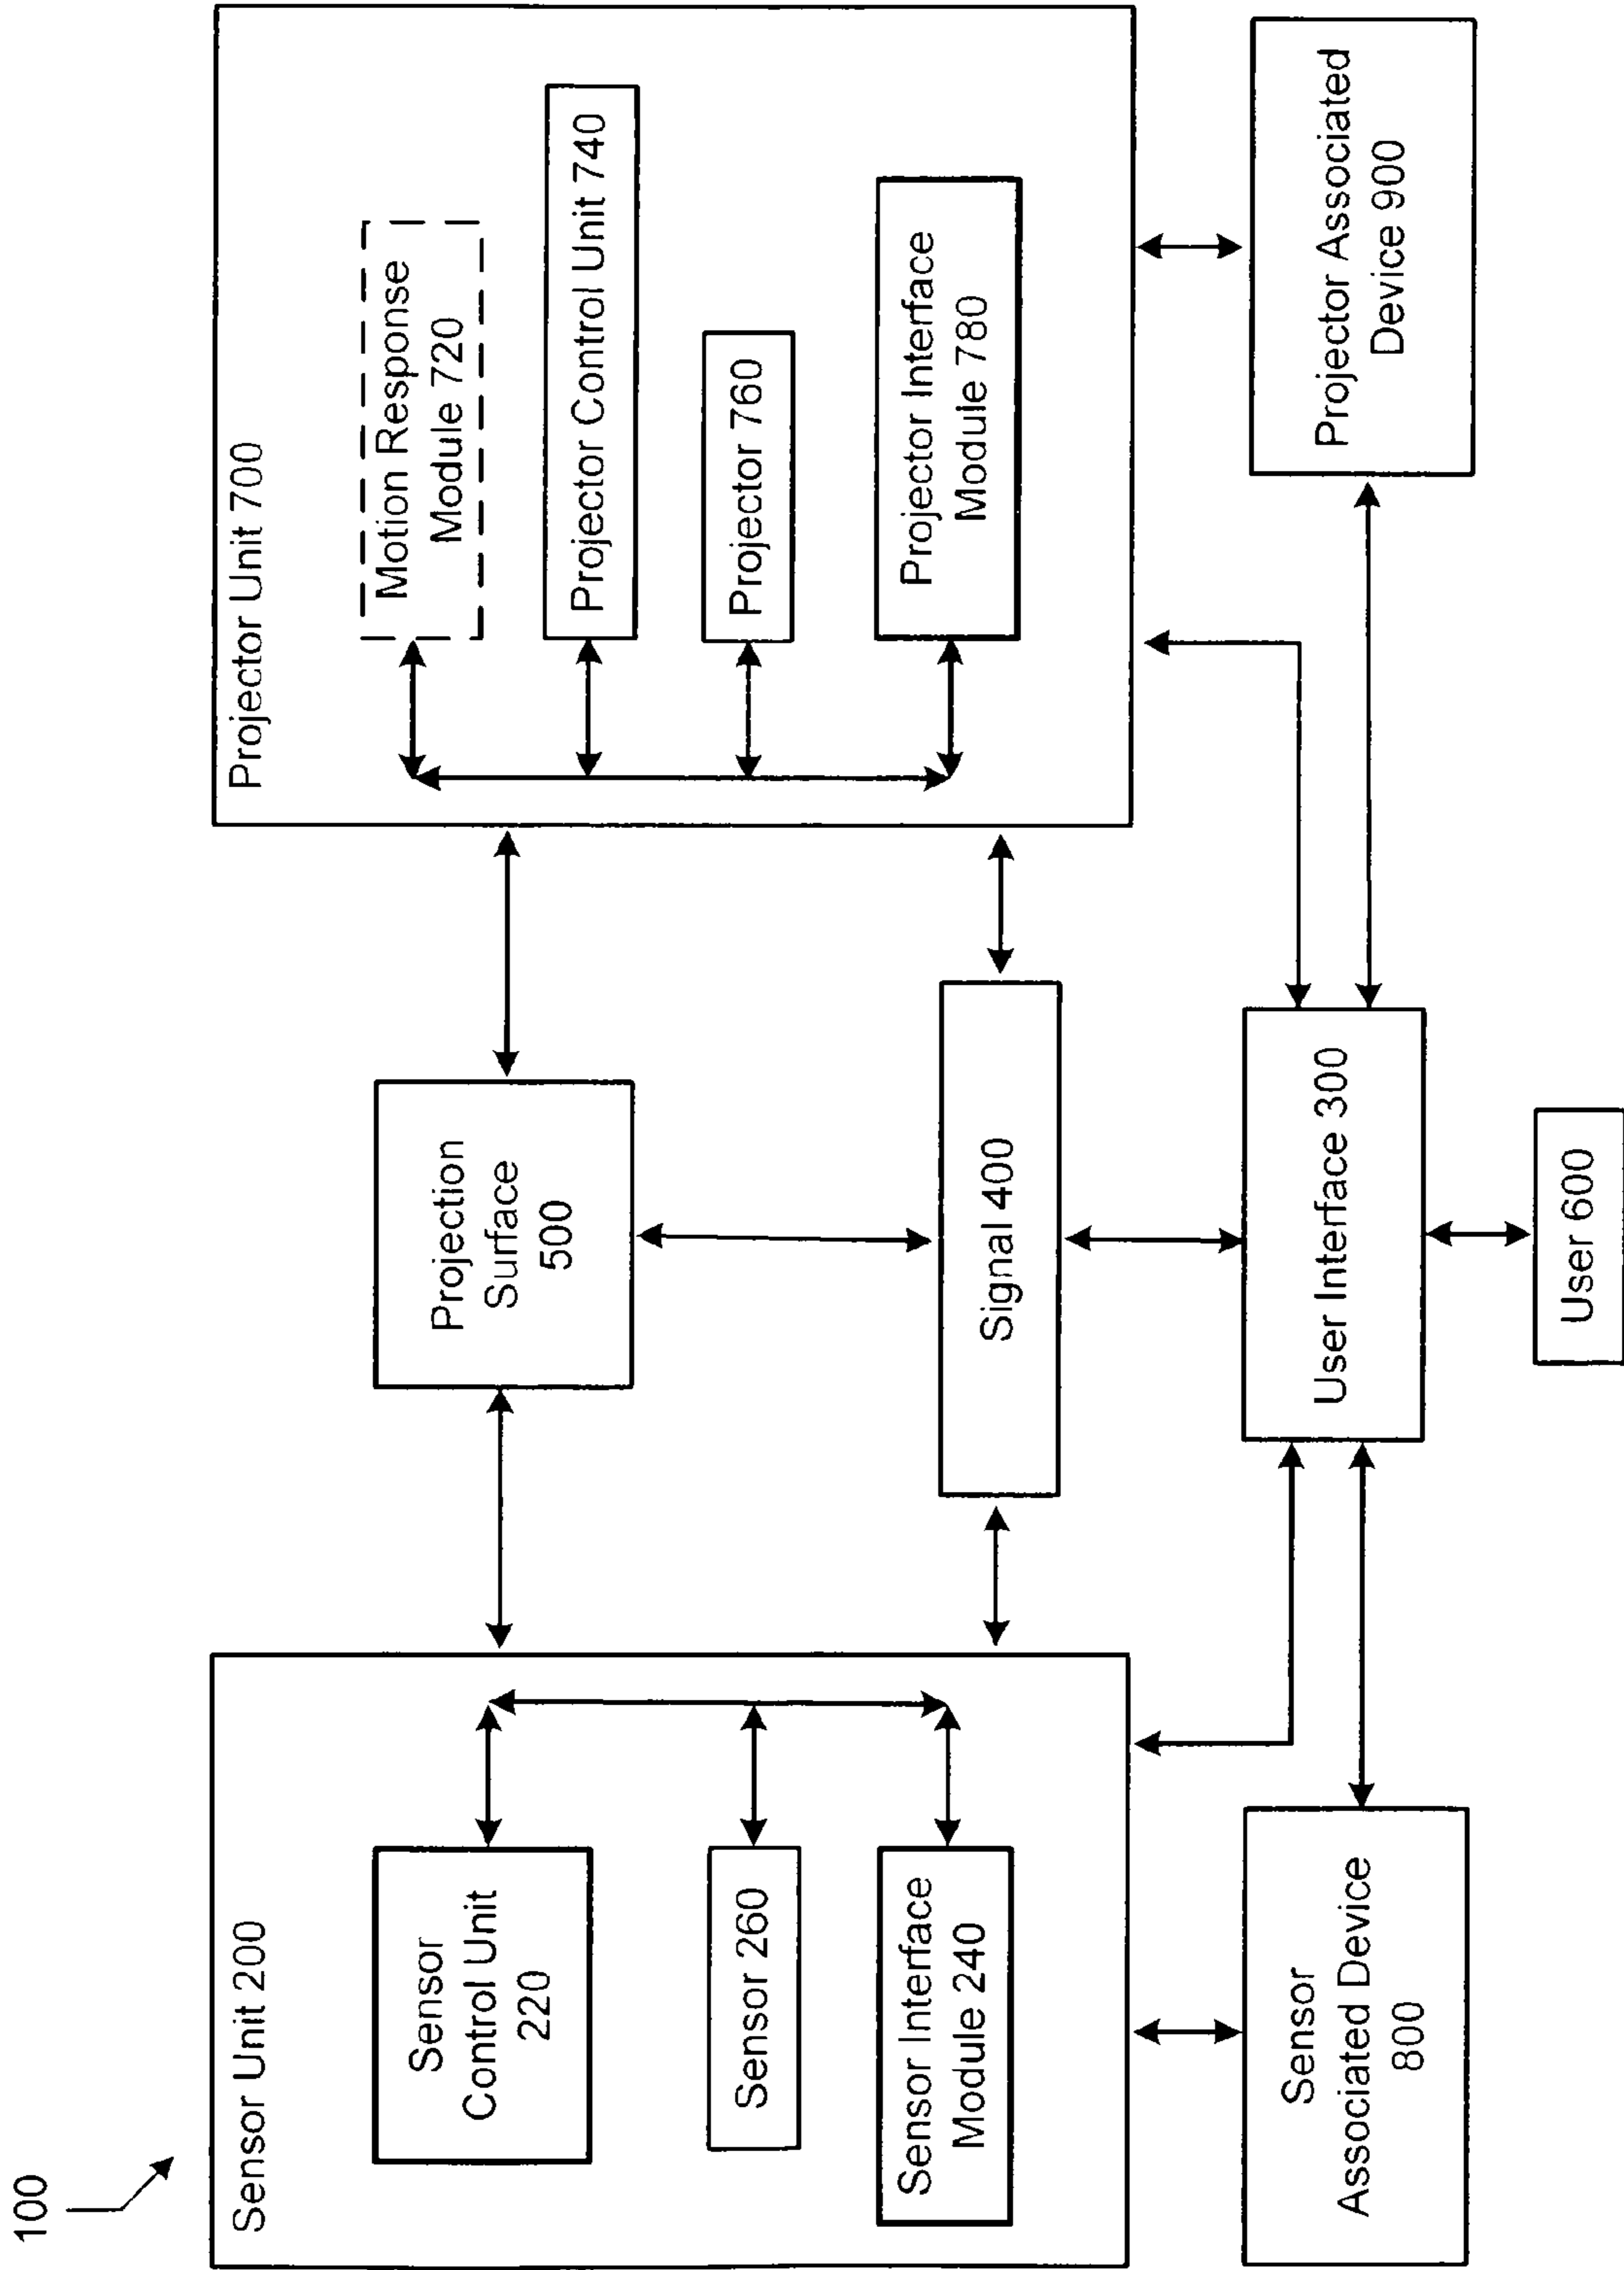 100
Sensor Unit 200
Sensor
Control Unit
220
Sensor 260
Sensor Interface
Module 240
Sensor
Associated Device
800
Projection
Surface
500
Signal 400
User Interface 300
User 600
Projector Unit 700
Motion Response
Module 720
Projector Control Unit 740
Projector 760
Projector Interface
Module 780
Projector Associated
Device 900